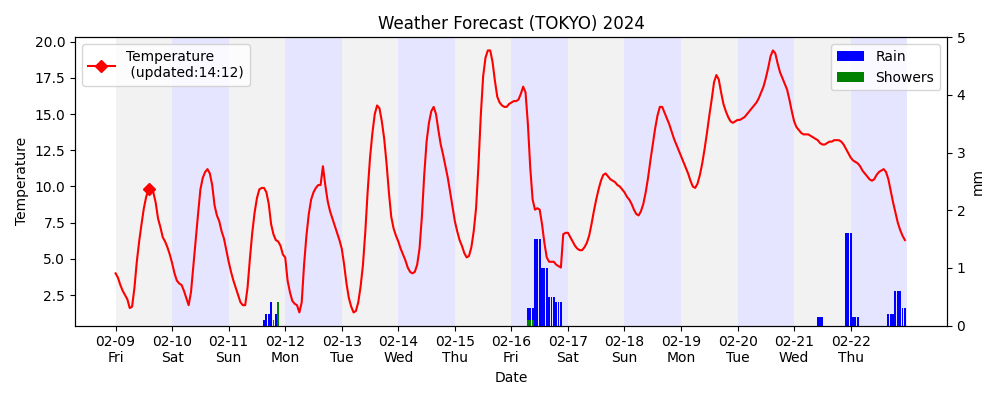 Weather Forecast (TOKYO) 2024
Temperature
(updated:14:12)
Rain
Showers
20.0
17.5
15.0
12.5
10.0
7.5
5.0
2.5
Temperature
5
4
3
2
1
0
mm
02-09 02-10 02-11 02-12 02-13 02-14 02-15 02-16 02-17 02-18 02-19 02-20 02-21 02-22
Fri Sat Sun Mon Tue Wed Thu Fri Sat Sun Mon Tue Wed Thu
Date